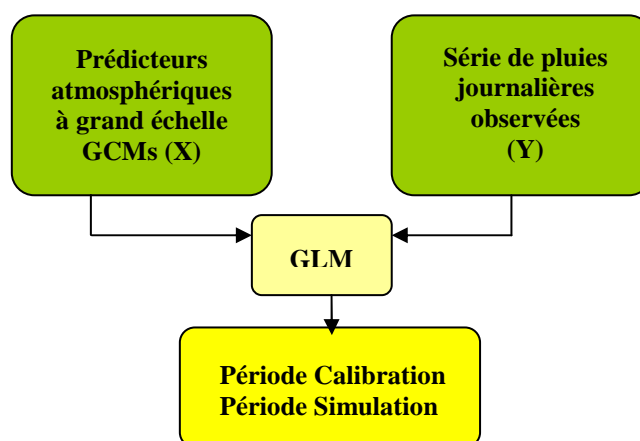 Prédicteurs
atmosphériques
à grand échelle
GCMs (X)
Série de pluies
journalières
observées
(Y)
GLM
Période Calibration
Période Simulation